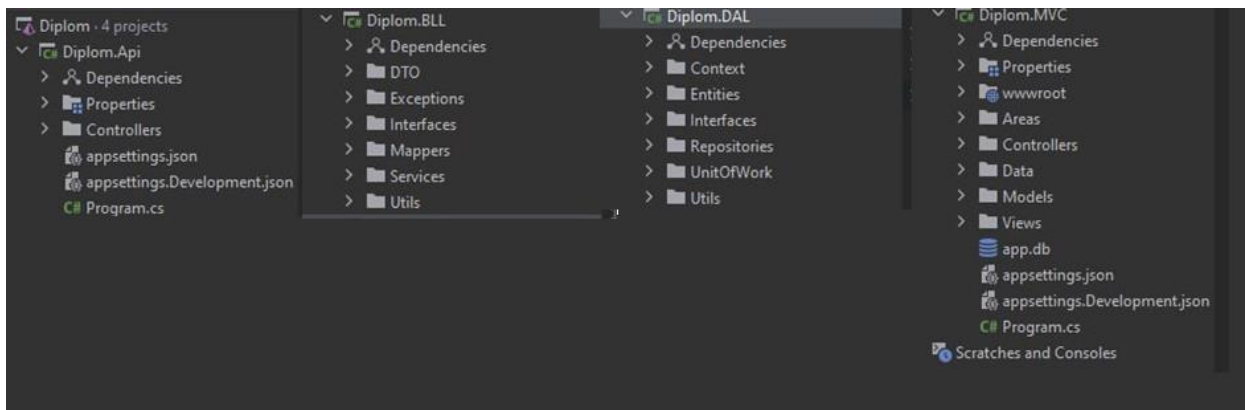 Diplom · 4 projects
C# Diplom.Api
Dependencies
Properties
Controllers
appsettings.json
appsettings.Development.json
C# Program.cs
C# Diplom.BLL
Dependencies
DTO
Exceptions
Interfaces
Mappers
Services
Utils
C# Diplom.DAL
Dependencies
Context
Entities
Interfaces
Repositories
UnitOfWork
Utils
C# Diplom.MVC
Dependencies
Properties
wwwroot
Areas
Controllers
Data
Models
Views
app.db
appsettings.json
appsettings.Development.json
C# Program.cs
Scratches and Consoles